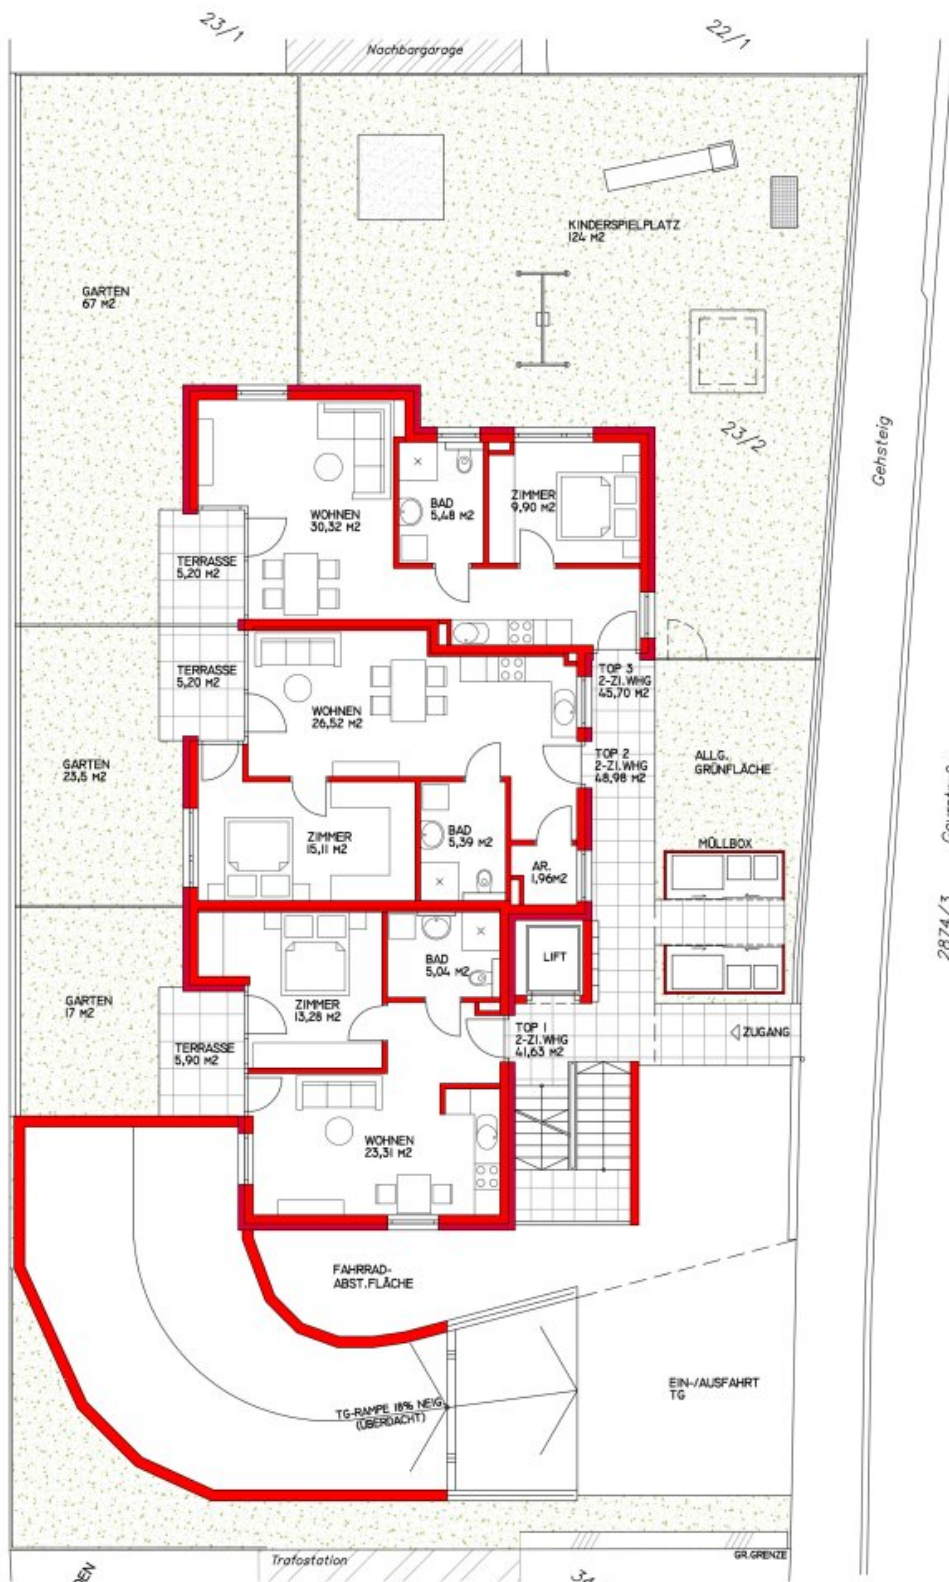 23/1
22/1
Nachbargarage
KINDERSPIELPLATZ
124 M2
GARTEN
67 M2
23/2
Gehsteig
WOHNEN
30,32 M2
BAD
5,48 M2
ZIMMER
9,90 M2
TERRASSE
5,20 M2
TERRASSE
5,20 M2
WOHNEN
26,52 M2
TOP 3
2-ZI.WHG
45,70 M2
TOP 2
2-ZI.WHG
48,98 M2
ALLG.
GRÜNFLÄCHE
GARTEN
23,5 M2
ZIMMER
15,11 M2
BAD
5,39 M2
AR.
1,96M2
MÜLLBOX
2874/3
BAD
5,04 M2
LIFT
ZIMMER
13,28 M2
GARTEN
17 M2
TERRASSE
5,90 M2
TOP 1
2-ZI.WHG
41,63 M2
ZUGANG
WOHNEN
23,31 M2
FAHRRAD-
ABST.FLÄCHE
EIN-/AUSFAHRT
TG
TG-RAMPE 18% NEIG.
(ÜBERDACHT)
Trafostation
GR.GRENZE